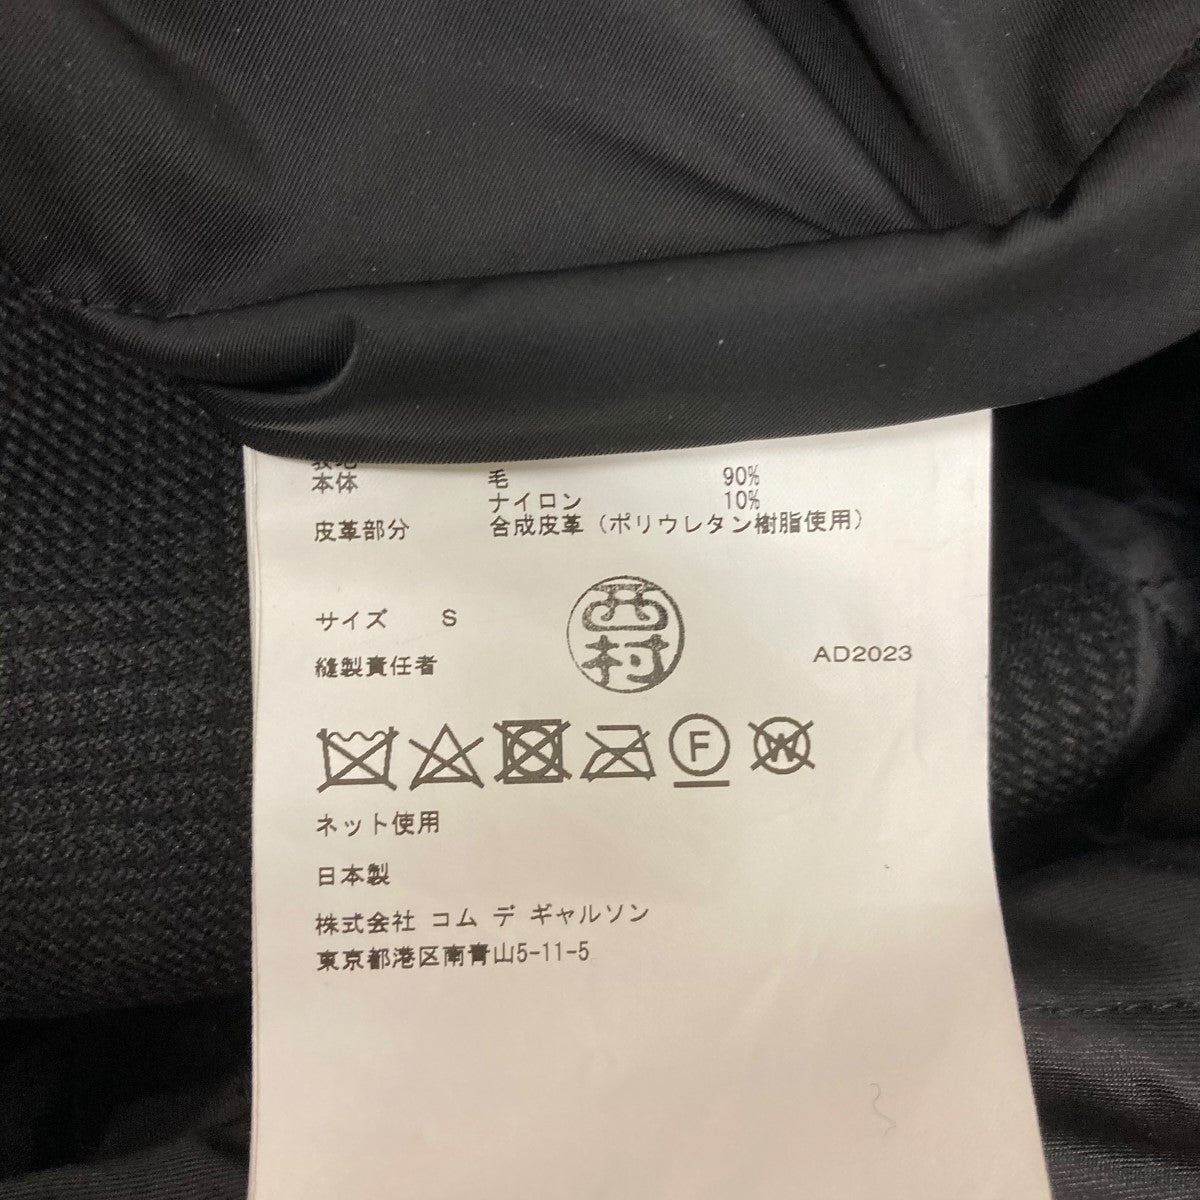 本体 毛 90%
ナイロン 10%
皮革部分 合成皮革(ポリウレタン樹脂使用)
サイズ S
西村
縫製責任者 AD2023
F W
ネット使用
日本製
株式会社 コム デ ギャルソン
東京都港区南青山5-11-5